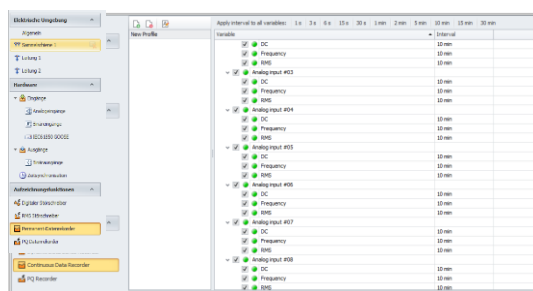 Elektrische Umgebung
Allgemein
Sammelschiene 1
Leitung 1
Leitung 2
Hardware
Eingänge
Analogeingänge
Binäreingänge
IEC61850 GOOSE
Ausgänge
Binärausgänge
Zeitsynchronisation
Aufzeichnungsfunktionen
Digitaler Störschreiber
RMS Störschreiber
Permanent-Datenrekorder
PQ Datenrekorder
Continuous Data Recorder
PQ Recorder
New Profile
Apply interval to all variables: 1 s 3 s 6 s 15 s 30 s 1 min 2 min 5 min 10 min 15 min 30 min
Variable Interval
DC 10 min
Frequency 10 min
RMS 10 min
Analog input #03
DC 10 min
Frequency 10 min
RMS 10 min
Analog input #04
DC 10 min
Frequency 10 min
RMS 10 min
Analog input #05
DC 10 min
Frequency 10 min
RMS 10 min
Analog input #06
DC 10 min
Frequency 10 min
RMS 10 min
Analog input #07
DC 10 min
Frequency 10 min
RMS 10 min
Analog input #08
DC 10 min
Frequency 10 min
RMS 10 min